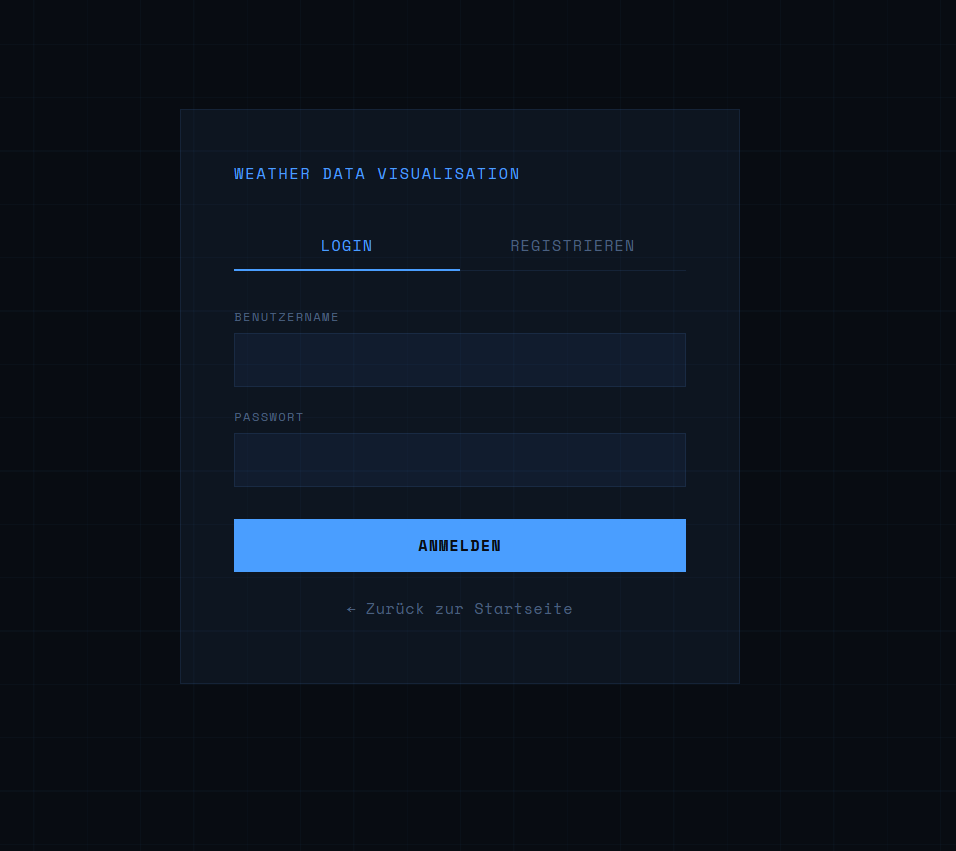 WEATHER DATA VISUALISATION
LOGIN REGISTRIEREN
BENUTZERNAME
PASSWORT
ANMELDEN
← Zurück zur Startseite